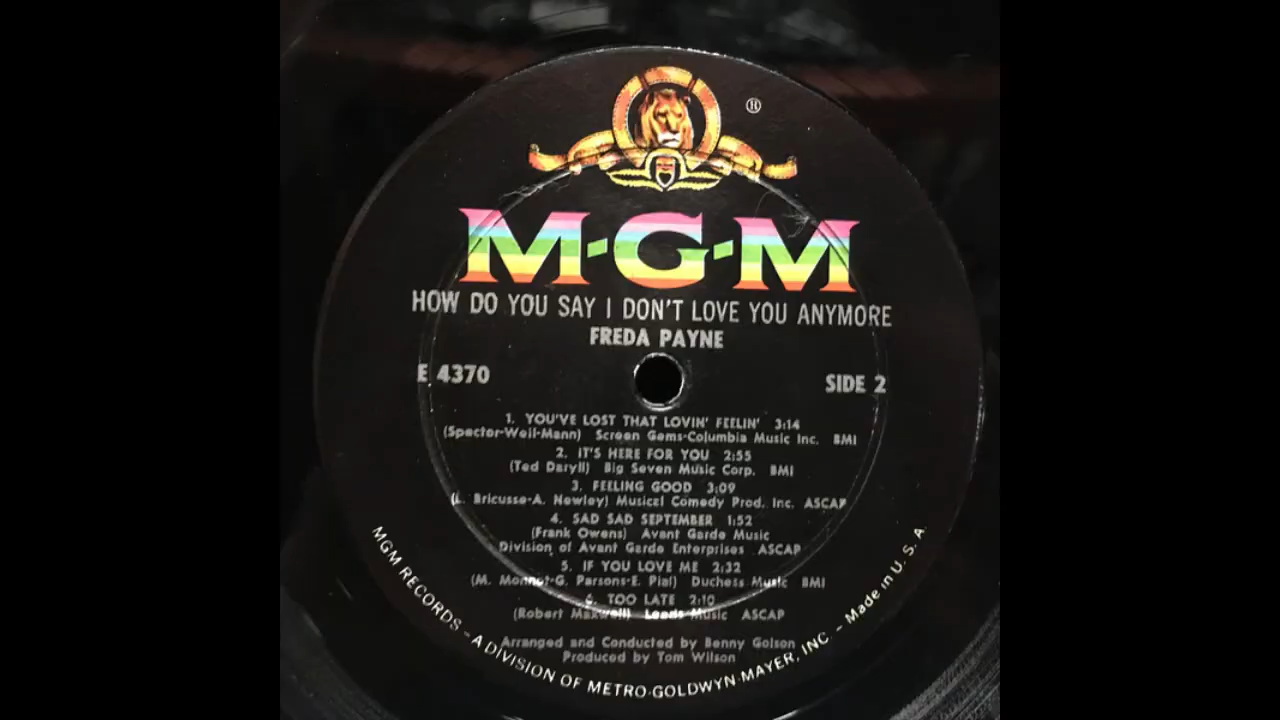 ®
M-G-M
HOW DO YOU SAY I DON'T LOVE YOU ANYMORE
FREDA PAYNE
E 4370
SIDE 2
1. YOU'VE LOST THAT LOVIN' FEELIN' 3:14
(Spector-Weil-Mann) Screen Gems-Columbia Music Inc. BMI
2. IT'S HERE FOR YOU 2:55
(Ted Daryll) Big Seven Music Corp. BMI
3. FEELING GOOD 3:09
(L. Bricusse-A. Newley) Musical Comedy Prod. Inc. ASCAP
4. SAD SAD SEPTEMBER 1:52
(Frank Owens) Avant Garde Music
Division of Avant Garde Enterprises ASCAP
5. IF YOU LOVE ME 2:32
(M. Monnot-G. Parsons-E. Piaf) Duchess Music BMI
6. TOO LATE 2:10
(Robert Maxwell) Leeds Music ASCAP
Arranged and Conducted by Benny Golson
Produced by Tom Wilson
MGM RECORDS – A DIVISION OF METRO-GOLDWYN-MAYER, INC. – Made in U. S. A.